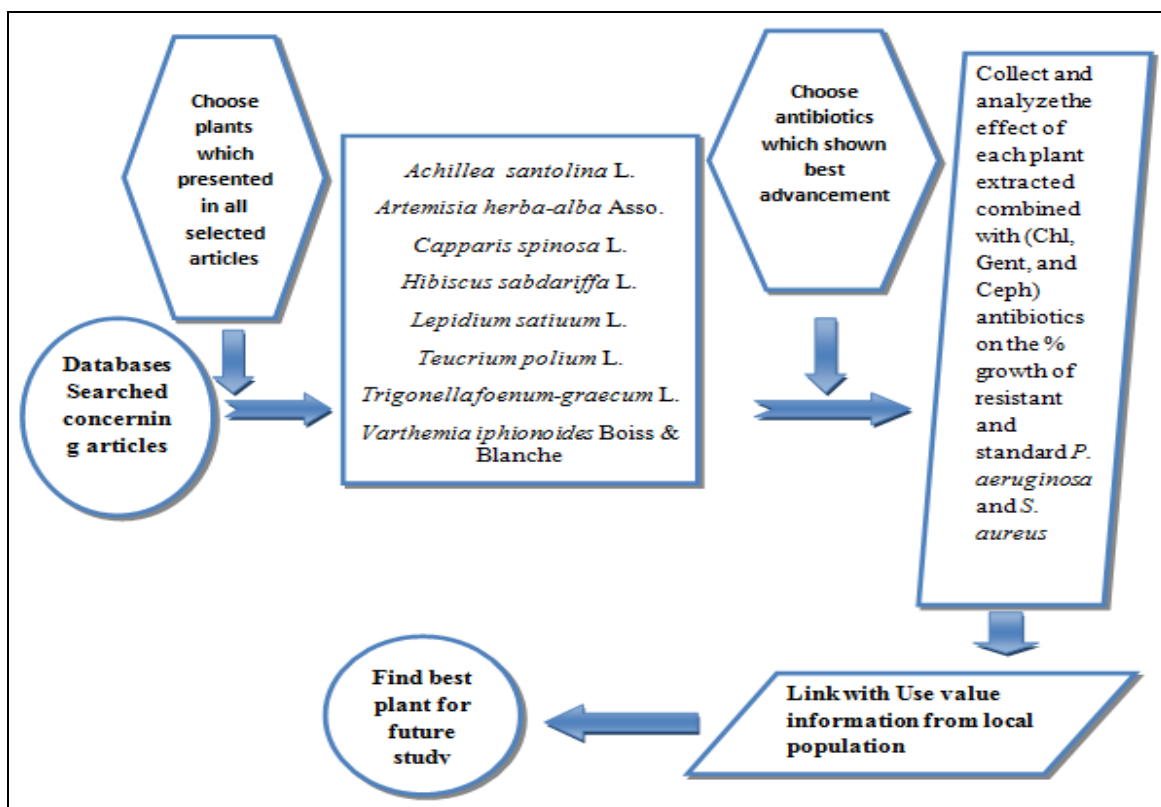 Databases
Searched
concernin
g articles
Choose
plants
which
presented
in all
selected
articles
Achillea santolina L.
Artemisia herba-alba Asso.
Capparis spinosa L.
Hibiscus sabdariffa L.
Lepidium satiuum L.
Teucrium polium L.
Trigonellafoenum-graecum L.
Varthemia iphionoides Boiss &
Blanche
Choose
antibiotics
which shown
best
advancement
Collect and
analyze the
effect of
each plant
extracted
combined
with (Chl,
Gent, and
Ceph)
antibiotics
on the %
growth of
resistant
and
standard P.
aeruginosa
and S.
aureus
Link with Use value
information from local
population
Find best
plant for
future
study